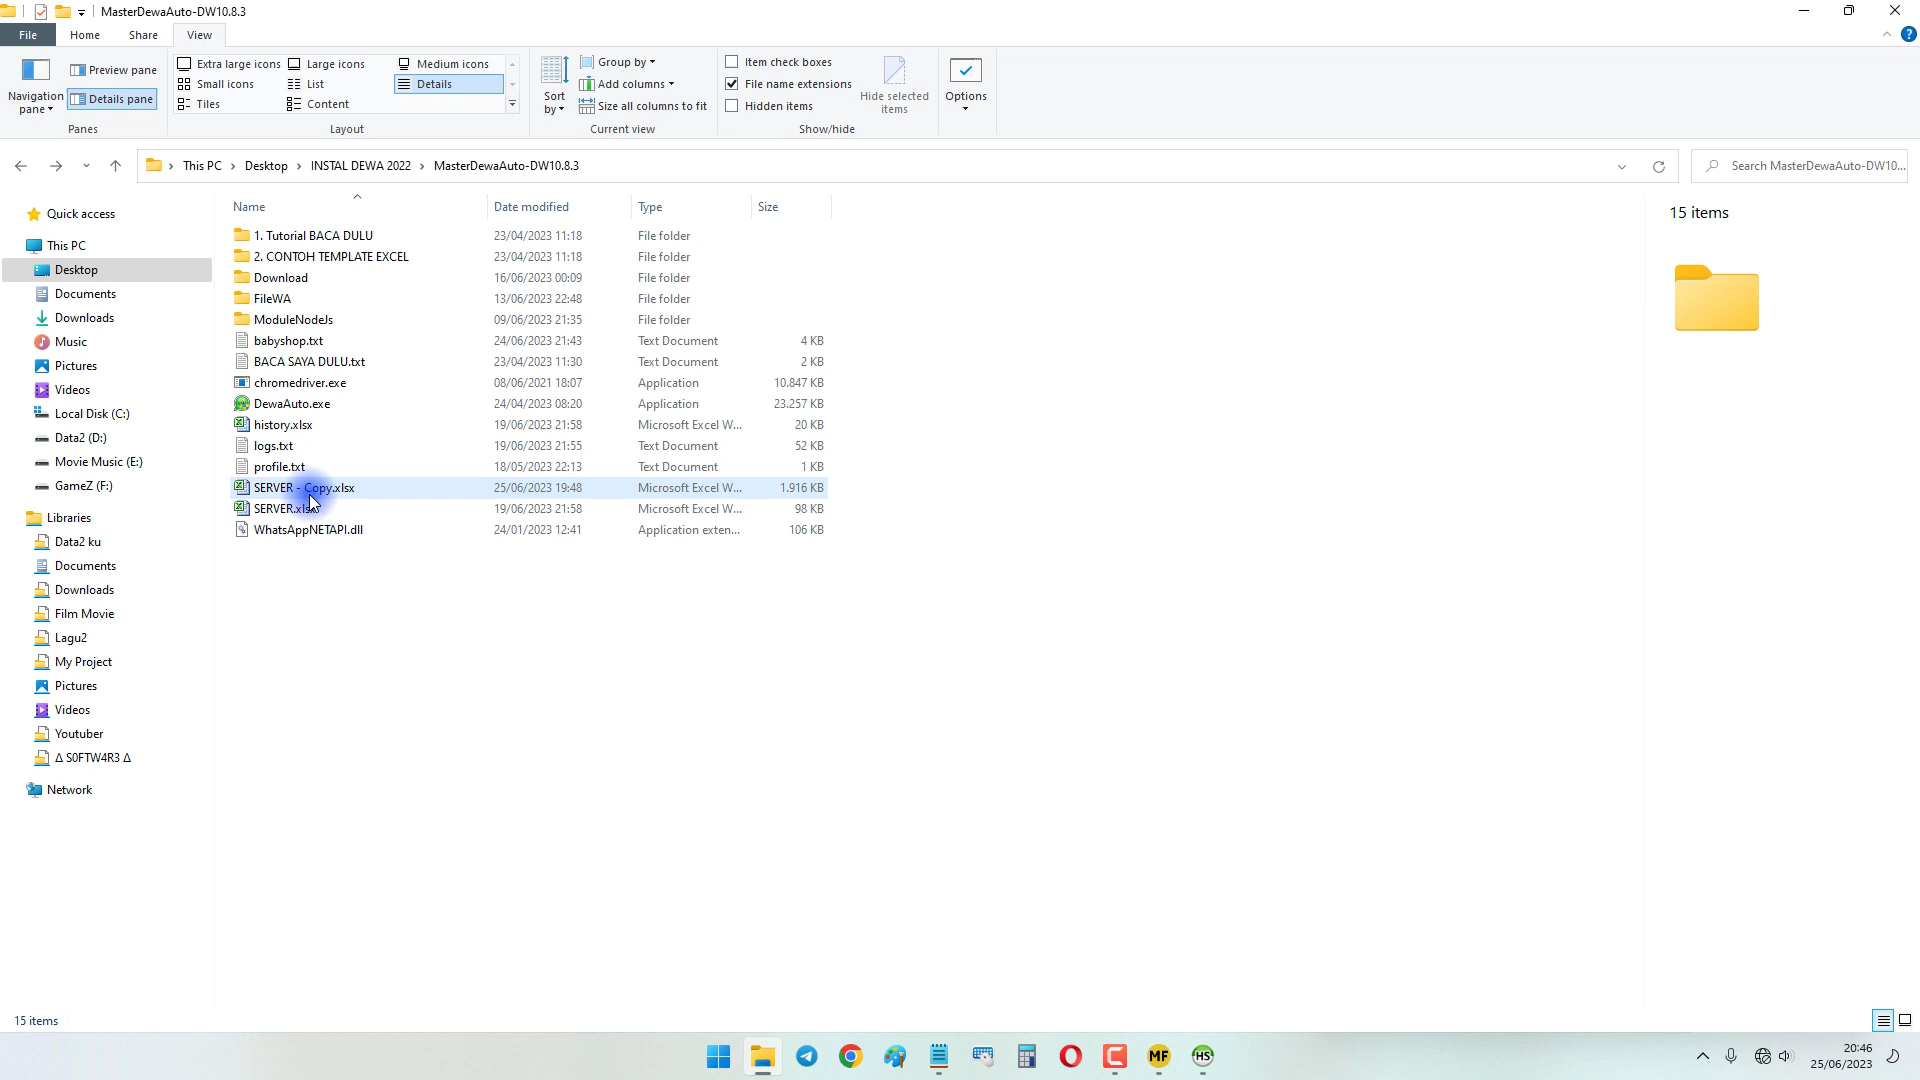 MasterDewaAuto-DW10.8.3
File Home Share View
Navigation pane
Preview pane
Details pane
Panes
Extra large icons Large icons Medium icons
Small icons List Details
Tiles Content
Layout
Sort by
Group by
Add columns
Size all columns to fit
Current view
Item check boxes
File name extensions
Hidden items
Hide selected items
Show/hide
Options
This PC Desktop INSTAL DEWA 2022 MasterDewaAuto-DW10.8.3
Search MasterDewaAuto-DW10...
Quick access
This PC
Desktop
Documents
Downloads
Music
Pictures
Videos
Local Disk (C:)
Data2 (D:)
Movie Music (E:)
GameZ (F:)
Libraries
Data2 ku
Documents
Downloads
Film Movie
Lagu2
My Project
Pictures
Videos
Youtuber
Δ S0FTW4R3 Δ
Network
Name Date modified Type Size
1. Tutorial BACA DULU 23/04/2023 11:18 File folder
2. CONTOH TEMPLATE EXCEL 23/04/2023 11:18 File folder
Download 16/06/2023 00:09 File folder
FileWA 13/06/2023 22:48 File folder
ModuleNodeJs 09/06/2023 21:35 File folder
babyshop.txt 24/06/2023 21:43 Text Document 4 KB
BACA SAYA DULU.txt 23/04/2023 11:30 Text Document 2 KB
chromedriver.exe 08/06/2021 18:07 Application 10.847 KB
DewaAuto.exe 24/04/2023 08:20 Application 23.257 KB
history.xlsx 19/06/2023 21:58 Microsoft Excel W... 20 KB
logs.txt 19/06/2023 21:55 Text Document 52 KB
profile.txt 18/05/2023 22:13 Text Document 1 KB
SERVER - Copy.xlsx 25/06/2023 19:48 Microsoft Excel W... 1.916 KB
SERVER.xlsx 19/06/2023 21:58 Microsoft Excel W... 98 KB
WhatsAppNETAPI.dll 24/01/2023 12:41 Application exten... 106 KB
15 items
15 items
MF
HS
20:46
25/06/2023